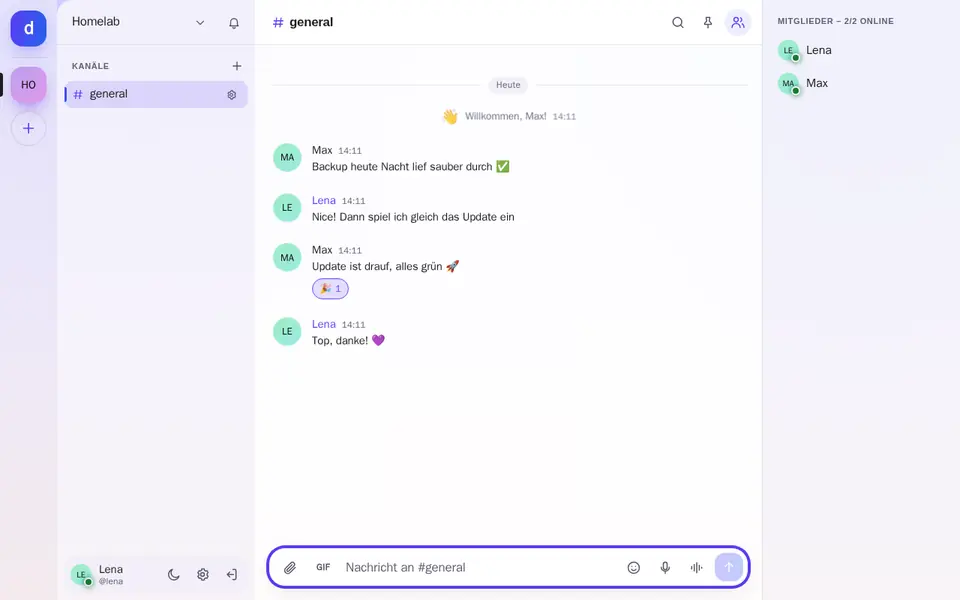 d
HO
Homelab
KANÄLE
# general
Lena
@lena
# general
Heute
👋 Willkommen, Max! 14:11
MA
Max 14:11
Backup heute Nacht lief sauber durch ✅
LE
Lena 14:11
Nice! Dann spiel ich gleich das Update ein
MA
Max 14:11
Update ist drauf, alles grün 🚀
🎉 1
LE
Lena 14:11
Top, danke! 💜
GIF Nachricht an #general
MITGLIEDER – 2/2 ONLINE
LE Lena
MA Max
LE